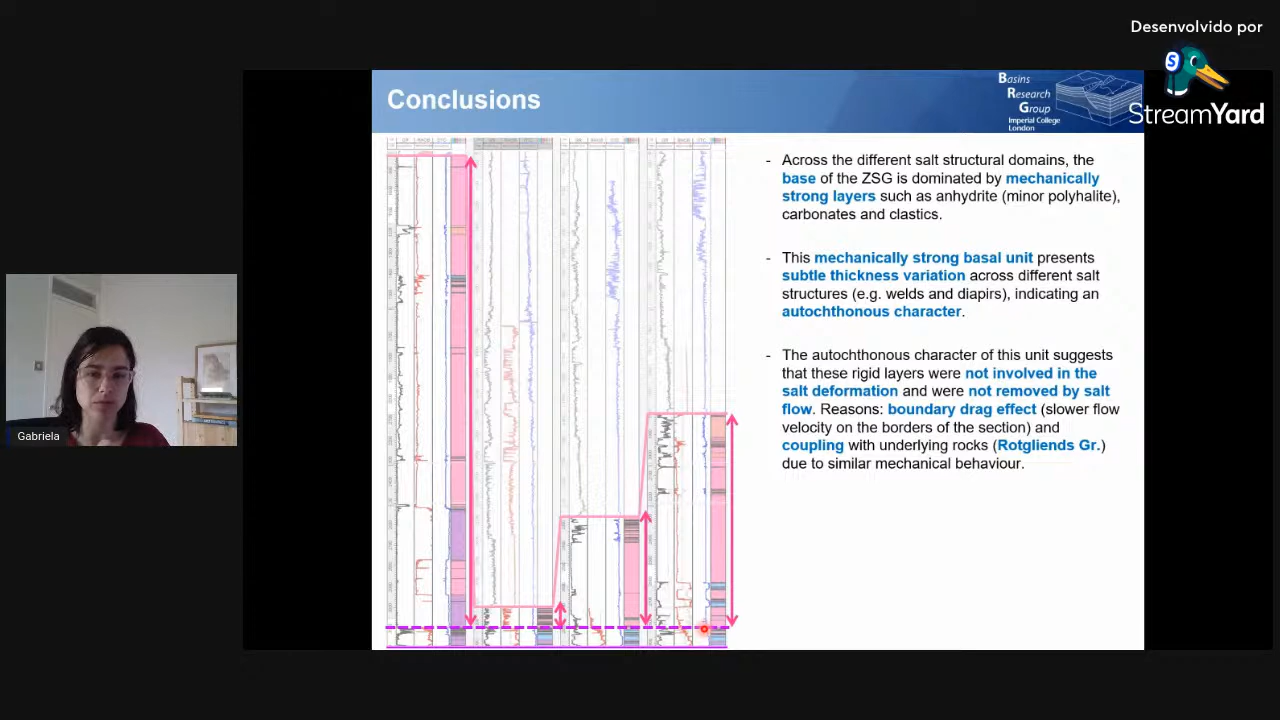 Desenvolvido por
StreamYard
Conclusions
Basins
Research
Group
Imperial College
London
- Across the different salt structural domains, the
base of the ZSG is dominated by mechanically
strong layers such as anhydrite (minor polyhalite),
carbonates and clastics.
- This mechanically strong basal unit presents
subtle thickness variation across different salt
structures (e.g. welds and diapirs), indicating an
autochthonous character.
- The autochthonous character of this unit suggests
that these rigid layers were not involved in the
salt deformation and were not removed by salt
flow. Reasons: boundary drag effect (slower flow
velocity on the borders of the section) and
coupling with underlying rocks (Rotgliends Gr.)
due to similar mechanical behaviour.
Gabriela